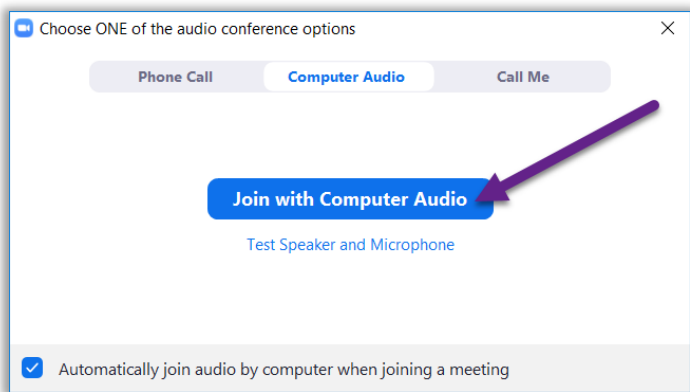 Choose ONE of the audio conference options
Phone Call Computer Audio Call Me
Join with Computer Audio
Test Speaker and Microphone
Automatically join audio by computer when joining a meeting